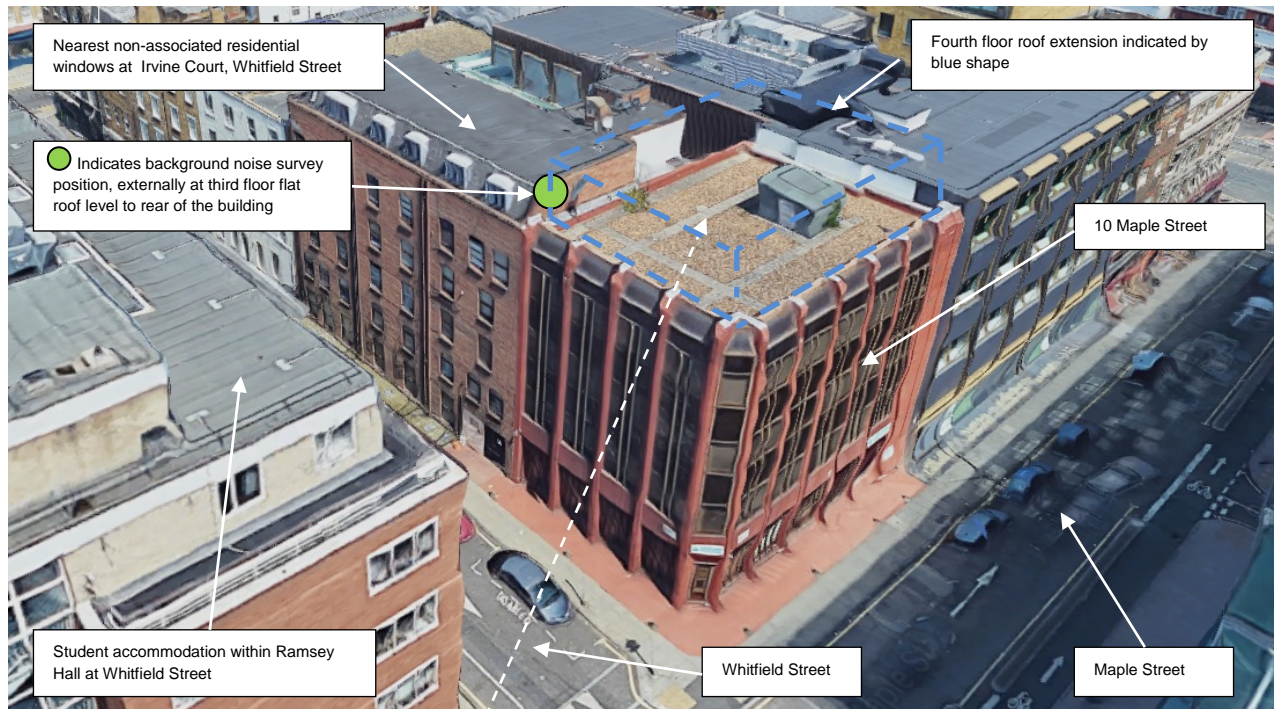 Nearest non-associated residential
windows at Irvine Court, Whitfield Street
Fourth floor roof extension indicated by
blue shape
Indicates background noise survey
position, externally at third floor flat
roof level to rear of the building
10 Maple Street
Student accommodation within Ramsey
Hall at Whitfield Street
Whitfield Street
Maple Street